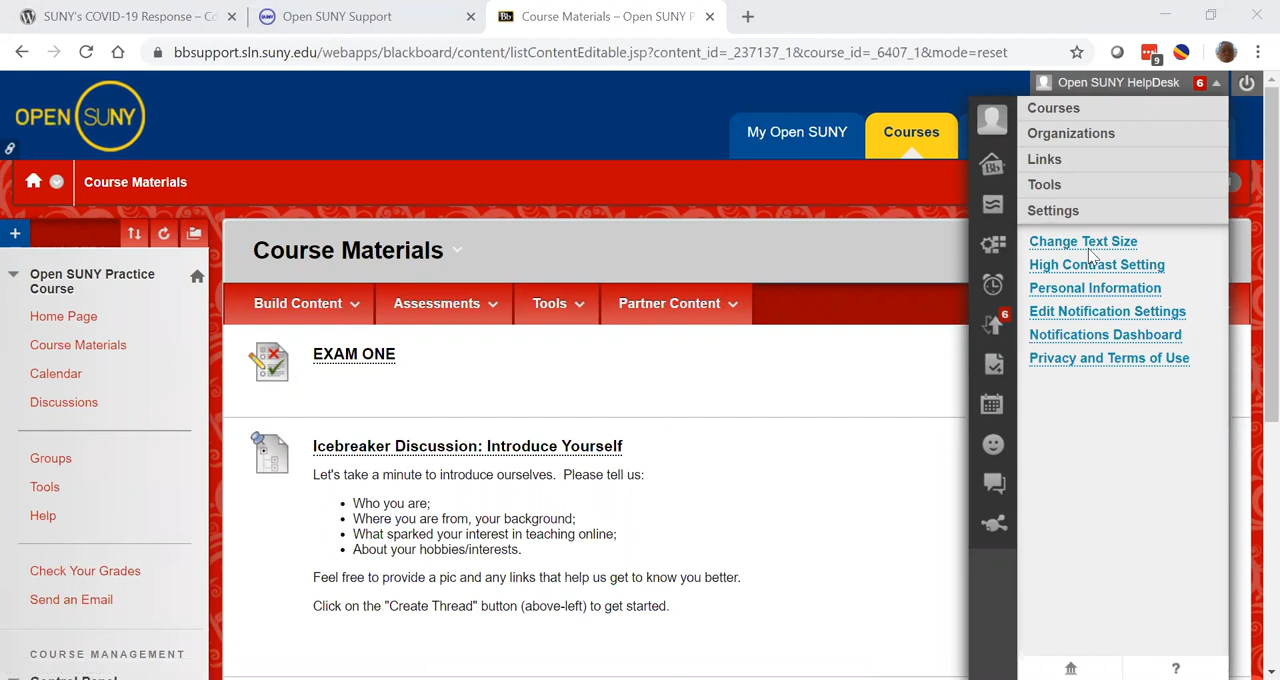 SUNY's COVID-19 Response – Co
Open SUNY Support
Course Materials – Open SUNY P
bbsupport.sln.suny.edu/webapps/blackboard/content/listContentEditable.jsp?content_id=_237137_1&course_id=_6407_1&mode=reset
9
Open SUNY HelpDesk 6
OPEN SUNY
My Open SUNY
Courses
Course Materials
Courses
Organizations
Links
Tools
Settings
Change Text Size
High Contrast Setting
Personal Information
Edit Notification Settings
Notifications Dashboard
Privacy and Terms of Use
Bb
6
?
Open SUNY Practice
Course
Home Page
Course Materials
Calendar
Discussions
Groups
Tools
Help
Check Your Grades
Send an Email
COURSE MANAGEMENT
Control Panel
Course Materials
Build Content
Assessments
Tools
Partner Content
EXAM ONE
Icebreaker Discussion: Introduce Yourself
Let's take a minute to introduce ourselves. Please tell us:
• Who you are;
• Where you are from, your background;
• What sparked your interest in teaching online;
• About your hobbies/interests.
Feel free to provide a pic and any links that help us get to know you better.
Click on the "Create Thread" button (above-left) to get started.